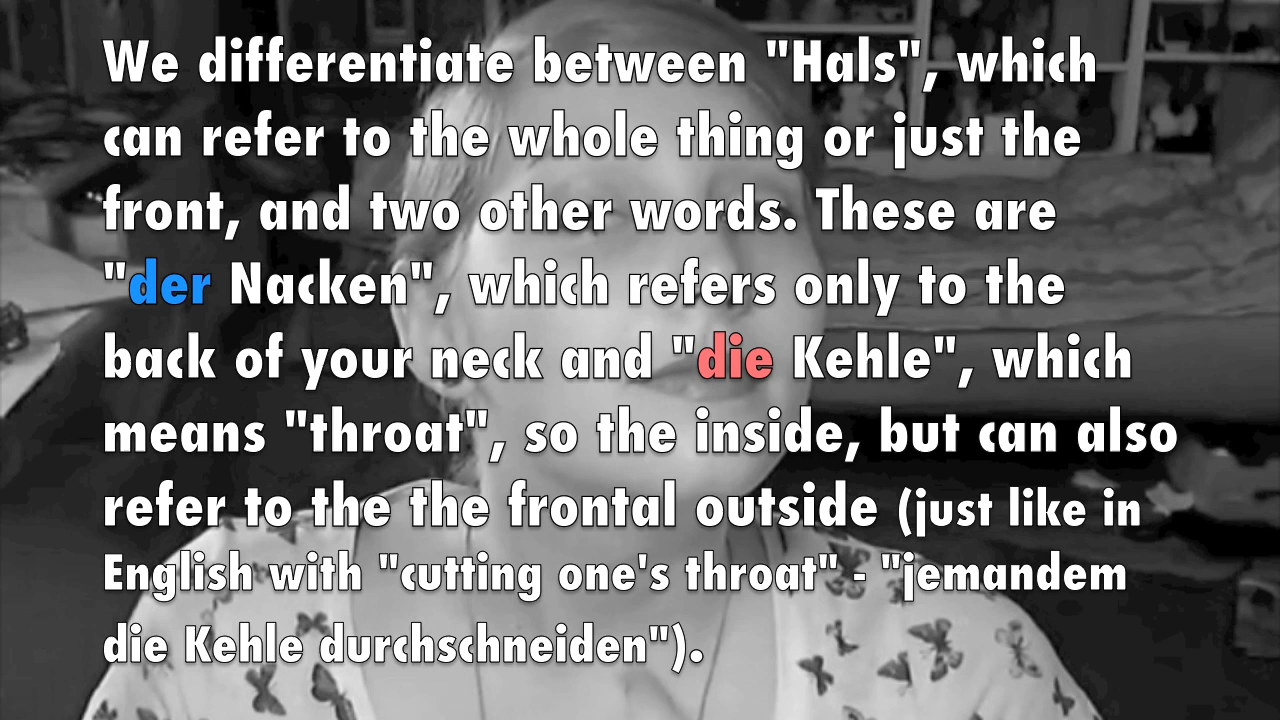 We differentiate between "Hals", which
can refer to the whole thing or just the
front, and two other words. These are
"der Nacken", which refers only to the
back of your neck and "die Kehle", which
means "throat", so the inside, but can also
refer to the the frontal outside (just like in
English with "cutting one's throat" - "jemandem
die Kehle durchschneiden").